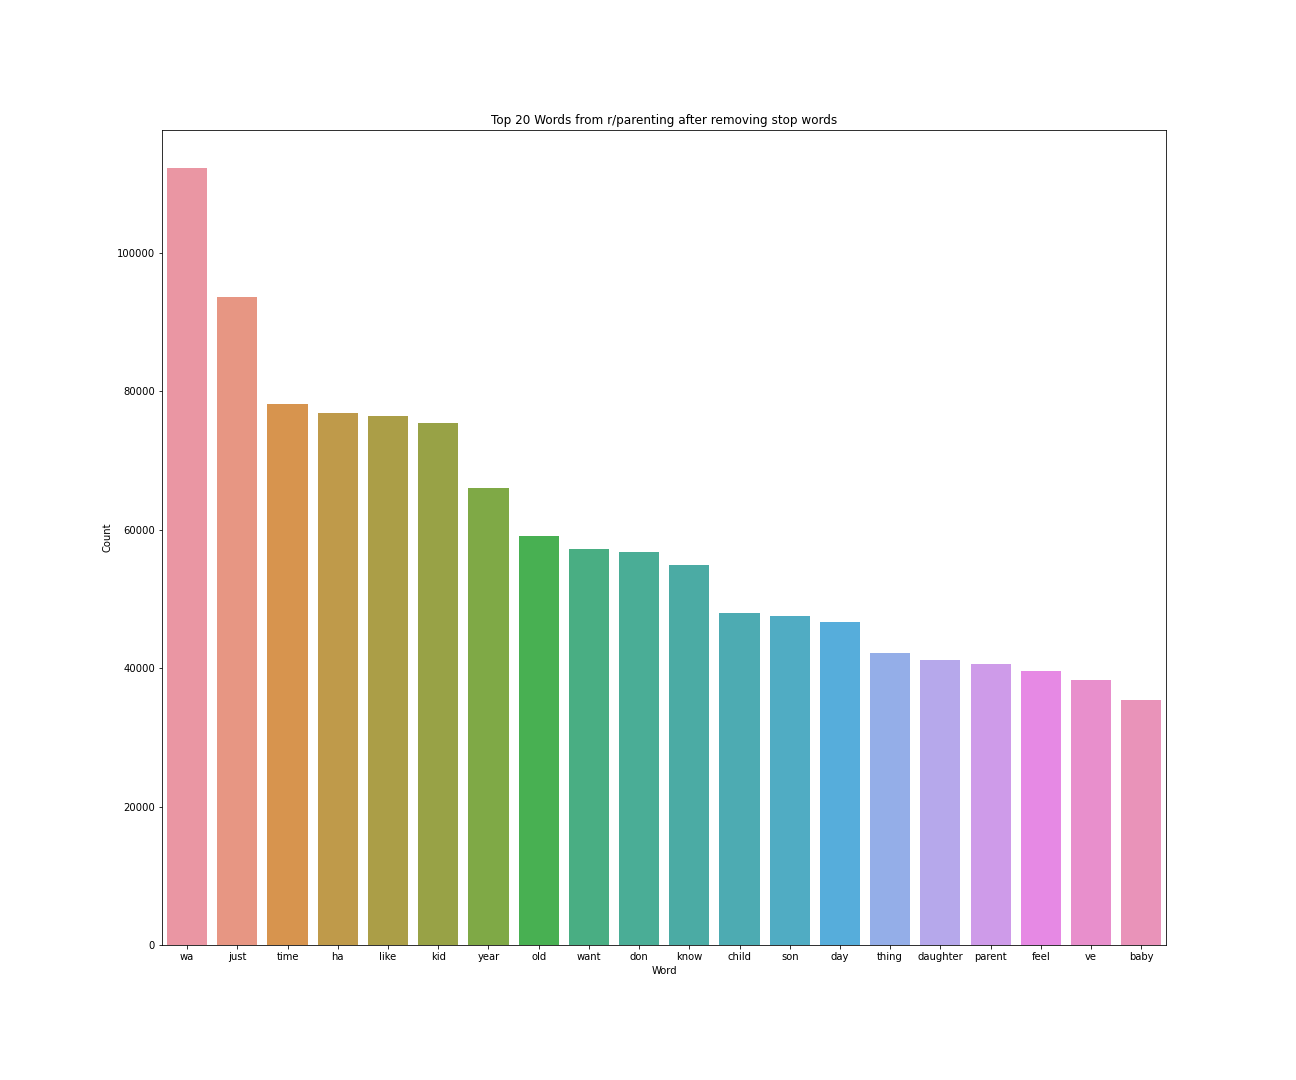 Top 20 Words from r/parenting after removing stop words
100000
80000
60000
40000
20000
0
Count
wa just time ha like kid year old want don know child son day thing daughter parent feel ve baby
Word